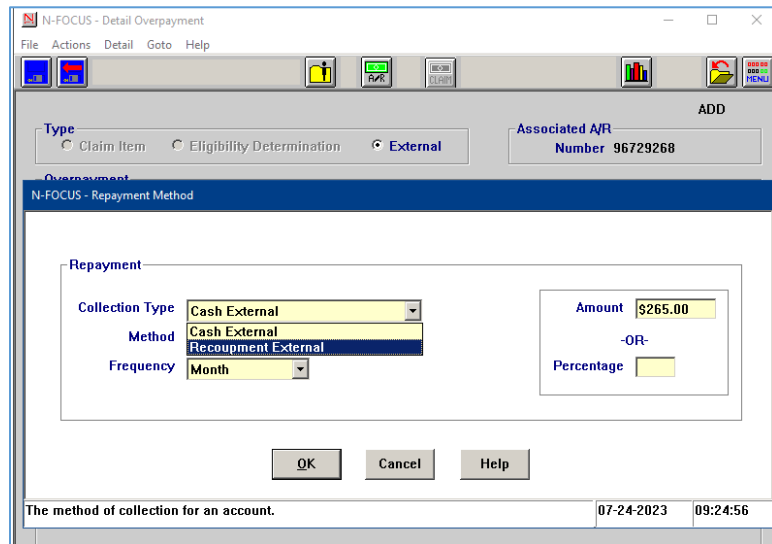 N-FOCUS - Detail Overpayment
File Actions Detail Goto Help
A/R CLAIM MENU
ADD
Type
Claim Item Eligibility Determination External
Associated A/R
Number 96729268
Overpayment
N-FOCUS - Repayment Method
Repayment
Collection Type Cash External
Cash External
Recoupment External
Method
Frequency Month
Amount $265.00
-OR-
Percentage
OK Cancel Help
The method of collection for an account. 07-24-2023 09:24:56